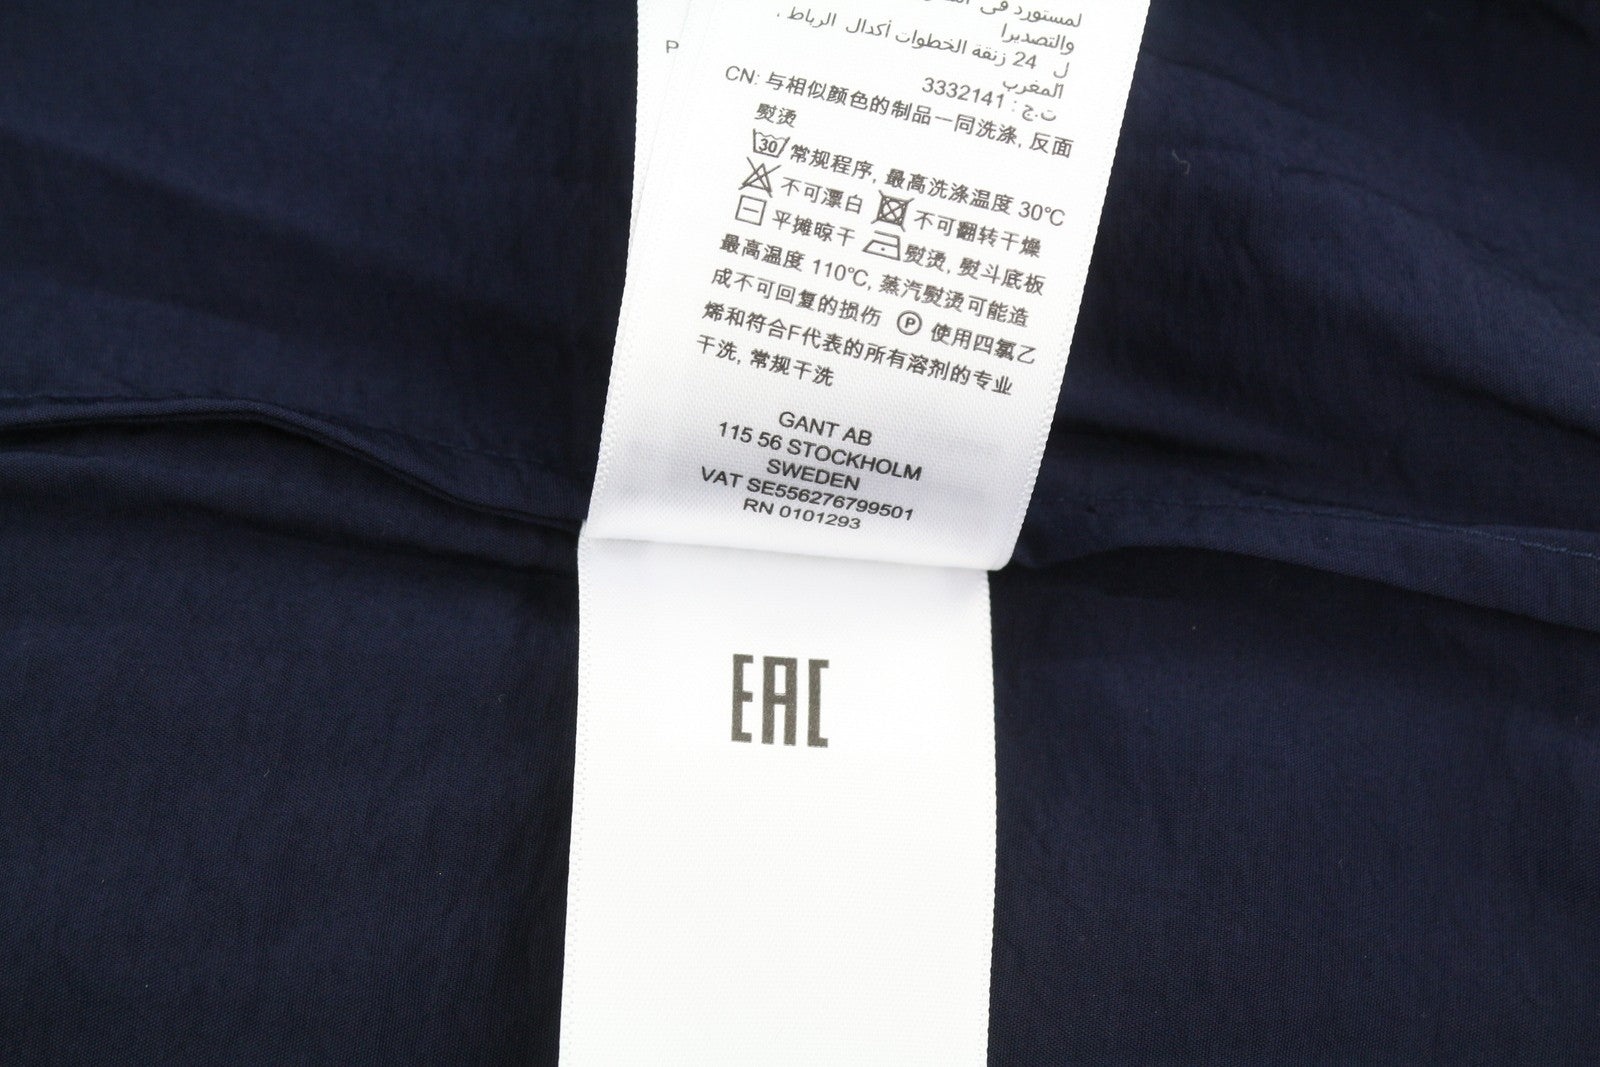 لمستورد في
والتصديرا
ل 24 زنقة الخطوات أكدال الرباط ،
المغرب
ت.ج : 3332141
P
CN: 与相似颜色的制品一同洗涤, 反面
熨烫
30 常规程序, 最高洗涤温度 30℃
不可漂白 不可翻转干燥
平摊晾干 熨烫, 熨斗底板
最高温度 110℃, 蒸汽熨烫可能造
成不可回复的损伤 P 使用四氯乙
烯和符合F代表的所有溶剂的专业
干洗, 常规干洗
GANT AB
115 56 STOCKHOLM
SWEDEN
VAT SE556276799501
RN 0101293
EAC